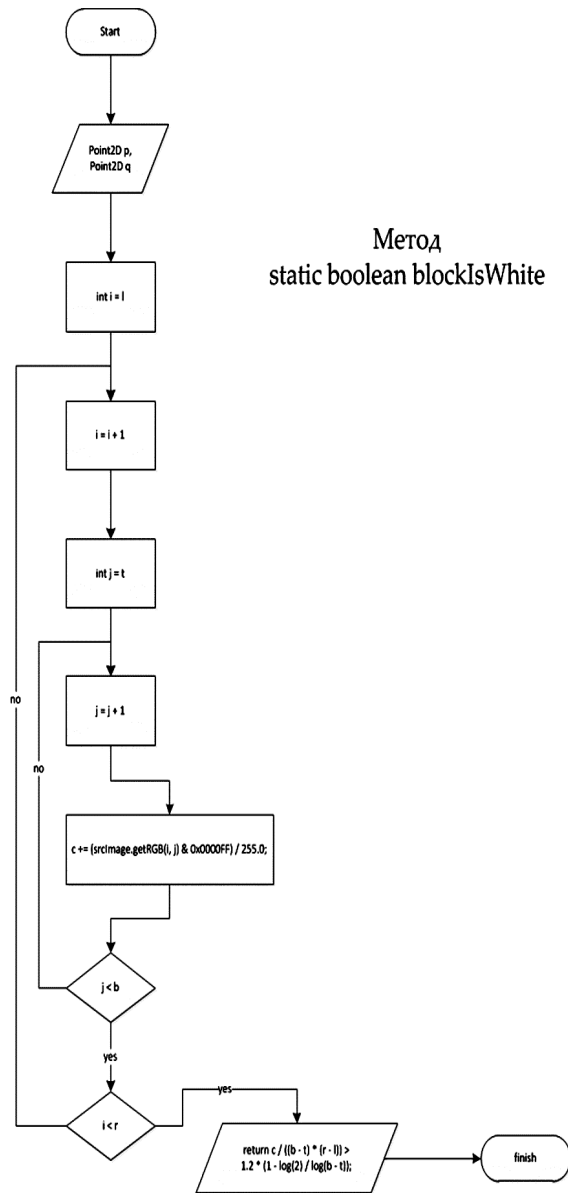 Start
Point2D p,
Point2D q
Метод
static boolean blockIsWhite
int i = l
i = i + 1
int j = t
no
j = j + 1
no
c += (srcImage.getRGB(i, j) & 0x0000FF) / 255.0;
j < b
yes
i < r
yes
return c / ((b - t) * (r - l)) >
1.2 * (1 - log(2) / log(b - t));
finish